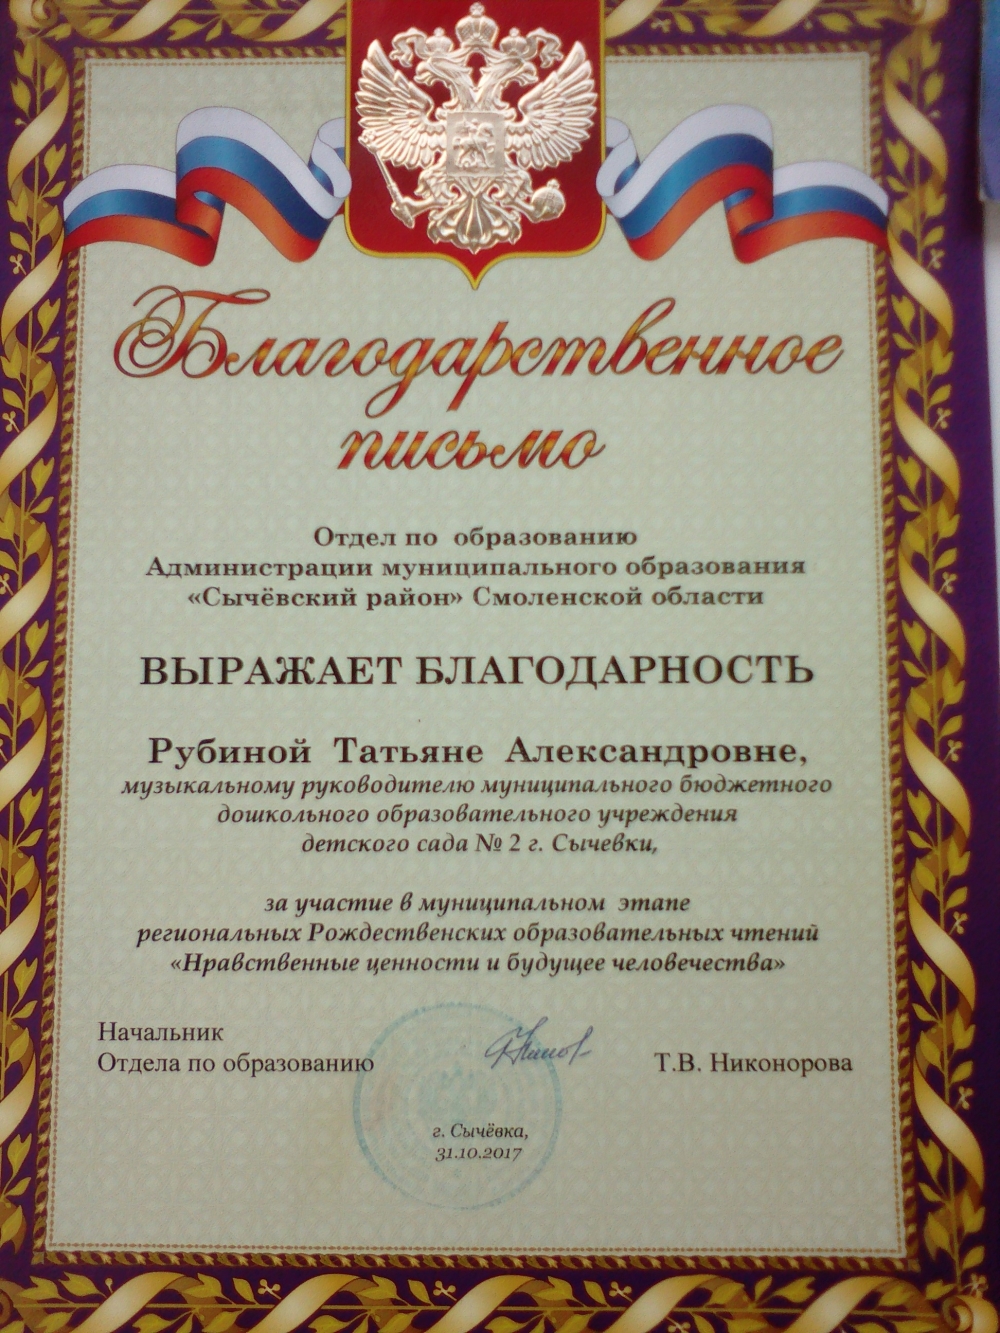 Благодарственное
письмо
Отдел по образованию
Администрации муниципального образования
«Сычёвский район» Смоленской области
ВЫРАЖАЕТ БЛАГОДАРНОСТЬ
Рубиной Татьяне Александровне,
музыкальному руководителю муниципального бюджетного
дошкольного образовательного учреждения
детского сада № 2 г. Сычевки,
за участие в муниципальном этапе
региональных Рождественских образовательных чтений
«Нравственные ценности и будущее человечества»
Начальник
Отдела по образованию
Т.В. Никонорова
г. Сычёвка,
31.10.2017